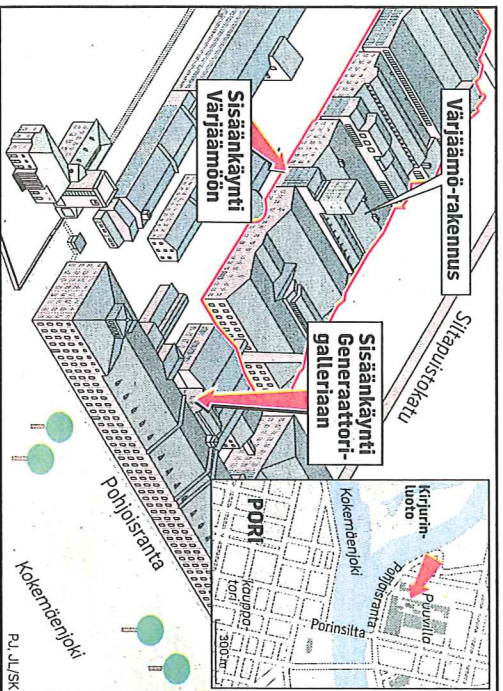 Värjäämö-rakennus
Siltapuistokatu
Sisäänkäynti
Värjäämöön
Sisäänkäynti
Generaattori-
galleriaan
Pohjoisranta
Kokemäenjoki
PJ, JL/SK
Kirjurin-
luoto
Puuvilla
Pohjoisranta
Kokemäenjoki
Porinsilta
PORI
Kauppa-
tori
300 m